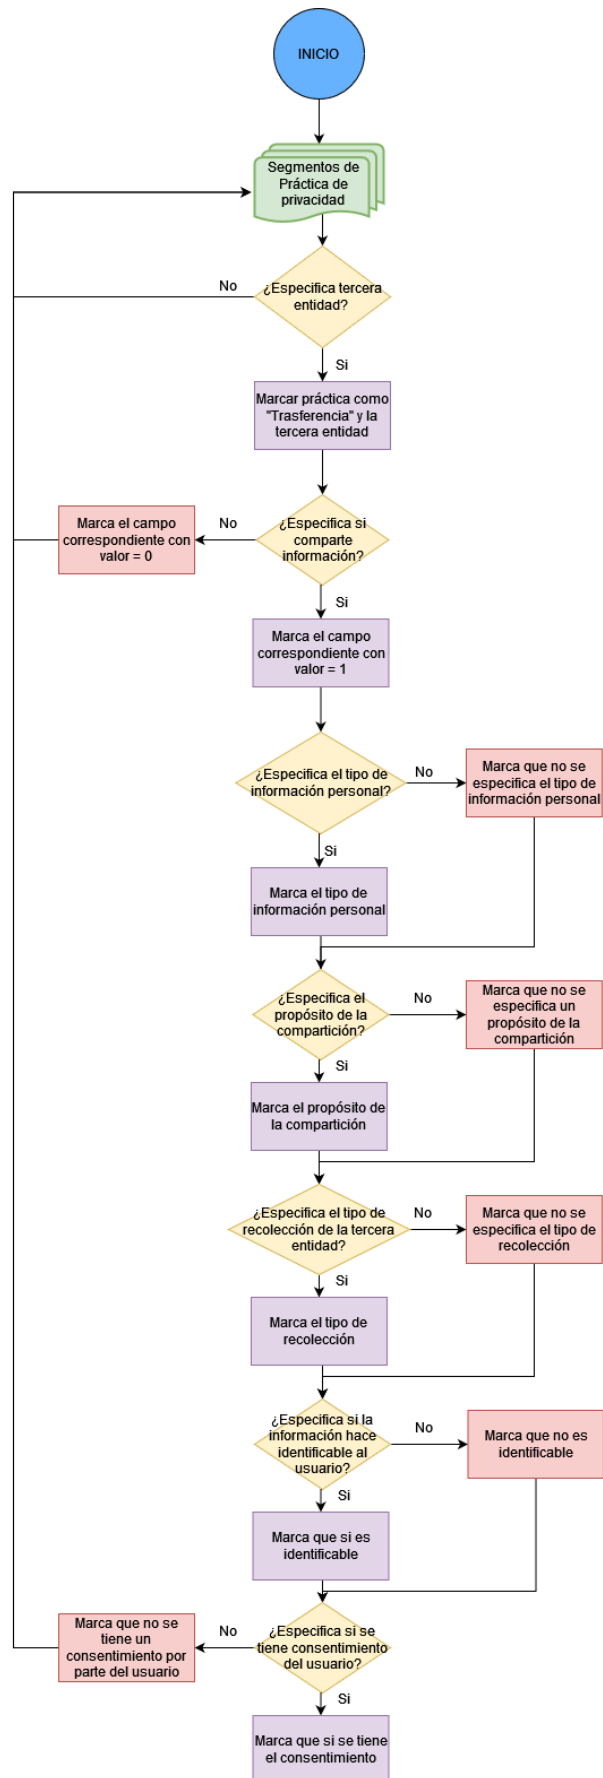 INICIO
Segmentos de
Práctica de
privacidad
¿Especifica tercera
entidad?
No
Si
Marcar práctica como
"Trasferencia" y la
tercera entidad
¿Especifica si
comparte
información?
No
Marca el campo
correspondiente con
valor = 0
Si
Marca el campo
correspondiente con
valor = 1
¿Especifica el tipo de
información personal?
No
Marca que no se
especifica el tipo de
información personal
Si
Marca el tipo de
información personal
¿Especifica el
propósito de la
compartición?
No
Marca que no se
especifica un
propósito de la
compartición
Si
Marca el propósito de
la compartición
¿Especifica el tipo de
recolección de la tercera
entidad?
No
Marca que no se
especifica el tipo de
recolección
Si
Marca el tipo de
recolección
¿Especifica si la
información hace
identificable al
usuario?
No
Marca que no es
identificable
Si
Marca que si es
identificable
¿Especifica si se
tiene consentimiento
del usuario?
No
Marca que no se
tiene un
consentimiento por
parte del usuario
Si
Marca que si se tiene
el consentimiento